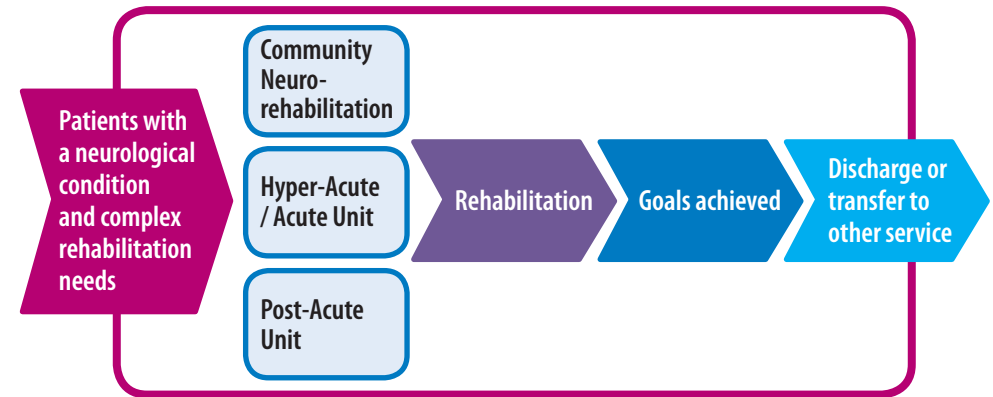 Patients with
a neurological
condition
and complex
rehabilitation
needs
Community
Neuro-
rehabilitation
Hyper-Acute
/ Acute Unit
Post-Acute
Unit
Rehabilitation
Goals achieved
Discharge or
transfer to
other service